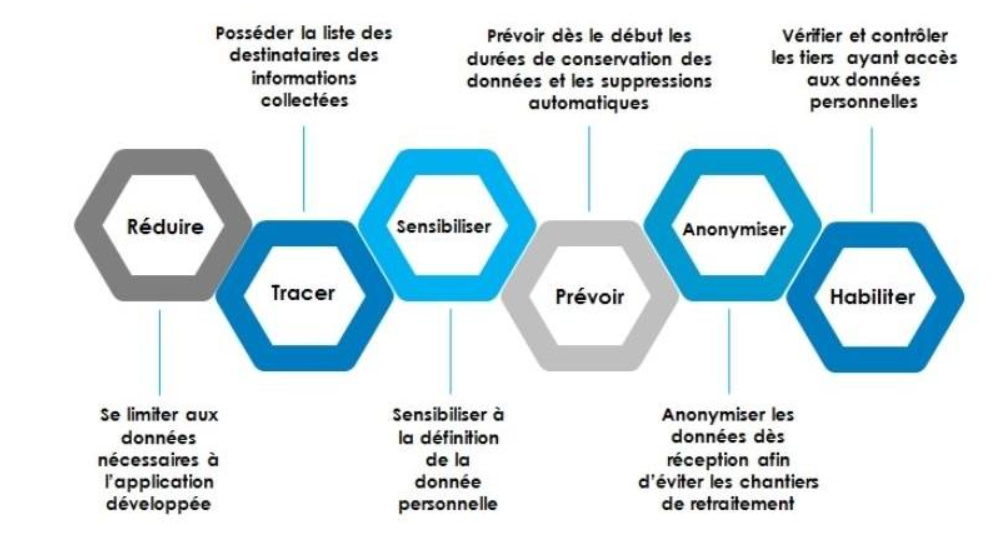 Posséder la liste des
destinataires des
informations
collectées
Prévoir dès le début les
durées de conservation des
données et les suppressions
automatiques
Vérifier et contrôler
les tiers ayant accès
aux données
personnelles
Réduire
Tracer
Sensibiliser
Prévoir
Anonymiser
Habiliter
Se limiter aux
données
nécessaires à
l'application
développée
Sensibiliser à
la définition
de la
donnée
personnelle
Anonymiser les
données dès
réception afin
d'éviter les chantiers
de retraitement